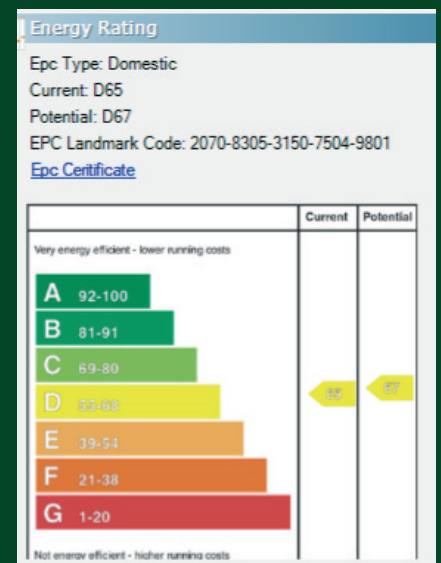 Energy Rating
Epc Type: Domestic
Current: D65
Potential: D67
EPC Landmark Code: 2070-8305-3150-7504-9801
Epc Ceritificate
Current Potential
Very energy efficient - lower running costs
A 92-100
B 81-91
C 69-80
D 55-68
65
67
E 39-54
F 21-38
G 1-20
Not energy efficient - higher running costs